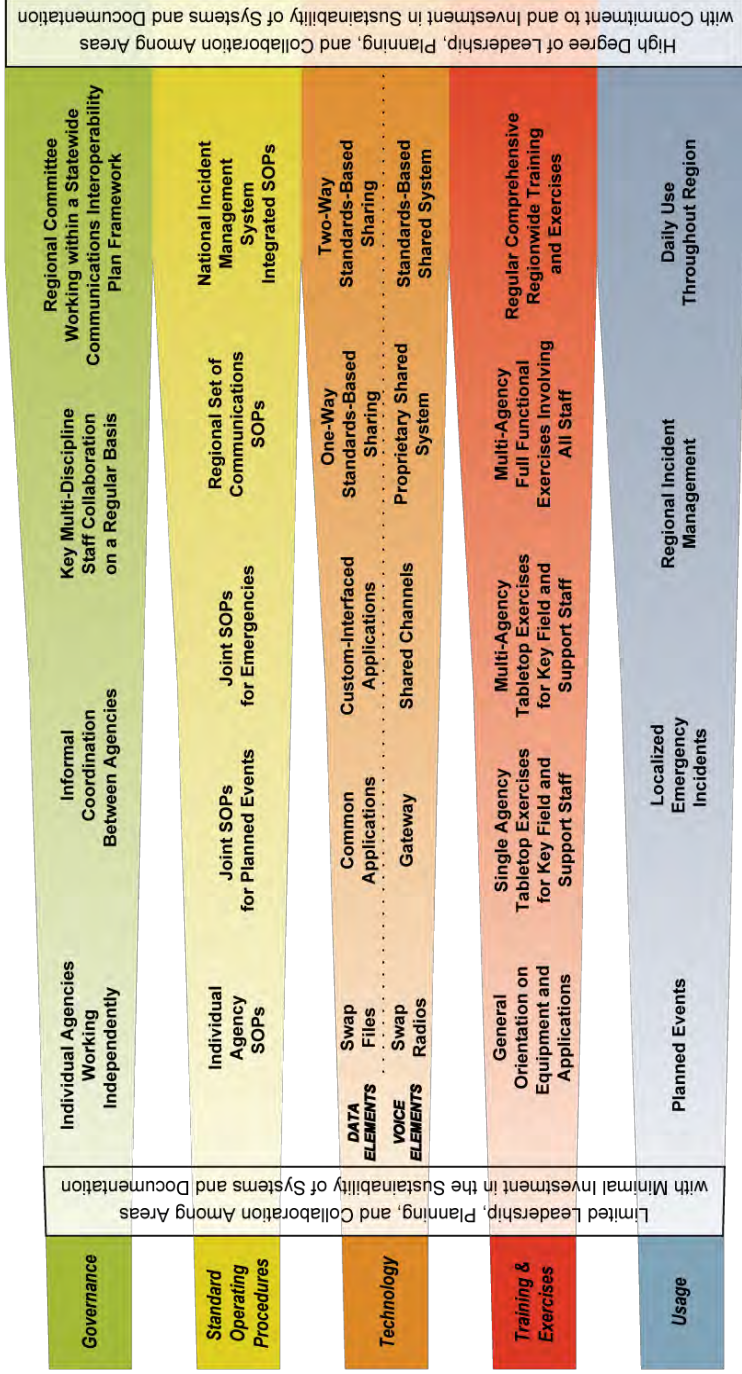 Governance
Individual Agencies
Working
Independently
Informal
Coordination
Between Agencies
Key Multi-Discipline
Staff Collaboration
on a Regular Basis
Regional Committee
Working within a Statewide
Communications Interoperability
Plan Framework
Standard
Operating
Procedures
Individual
Agency
SOPs
Joint SOPs
for Planned Events
Joint SOPs
for Emergencies
Regional Set of
Communications
SOPs
National Incident
Management
System
Integrated SOPs
Technology
DATA
ELEMENTS
Swap
Files
Common
Applications
Custom-Interfaced
Applications
One-Way
Standards-Based
Sharing
Two-Way
Standards-Based
Sharing
VOICE
ELEMENTS
Swap
Radios
Gateway
Shared Channels
Proprietary Shared
System
Standards-Based
Shared System
Training &
Exercises
General
Orientation on
Equipment and
Applications
Single Agency
Tabletop Exercises
for Key Field and
Support Staff
Multi-Agency
Tabletop Exercises
for Key Field and
Support Staff
Multi-Agency
Full Functional
Exercises Involving
All Staff
Regular Comprehensive
Regionwide Training
and Exercises
Usage
Planned Events
Localized
Emergency
Incidents
Regional Incident
Management
Daily Use
Throughout Region
Limited Leadership, Planning, and Collaboration Among Areas
with Minimal Investment in the Sustainability of Systems and Documentation
High Degree of Leadership, Planning, and Collaboration Among Areas
with Commitment to and Investment in Sustainability of Systems and Documentation